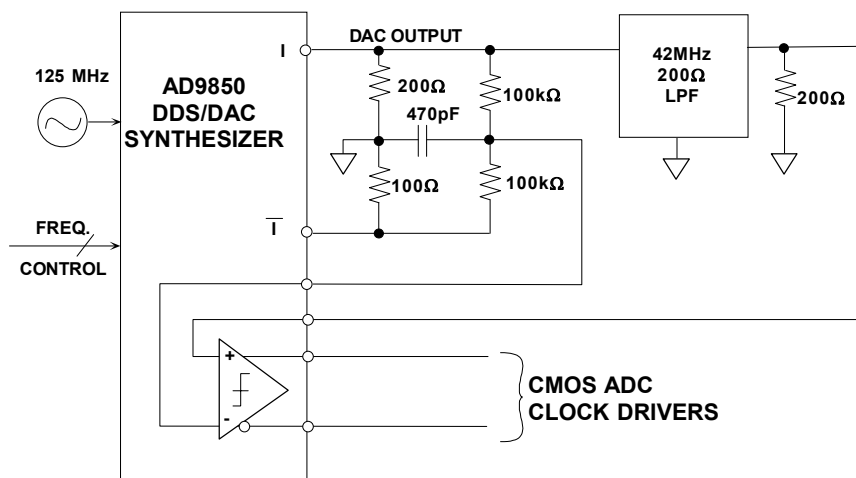 125 MHz
AD9850
DDS/DAC
SYNTHESIZER
FREQ.
CONTROL
I
DAC OUTPUT
200Ω
100kΩ
470pF
100Ω
100kΩ
I̅
42MHz
200Ω
LPF
200Ω
+
-
CMOS ADC
CLOCK DRIVERS